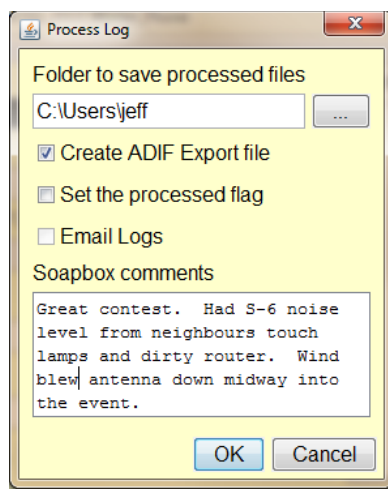 Process Log
Folder to save processed files
C:\Users\jeff
...
Create ADIF Export file
Set the processed flag
Email Logs
Soapbox comments
Great contest.  Had S-6 noise
level from neighbours touch
lamps and dirty router.  Wind
blew antenna down midway into
the event.
OK Cancel